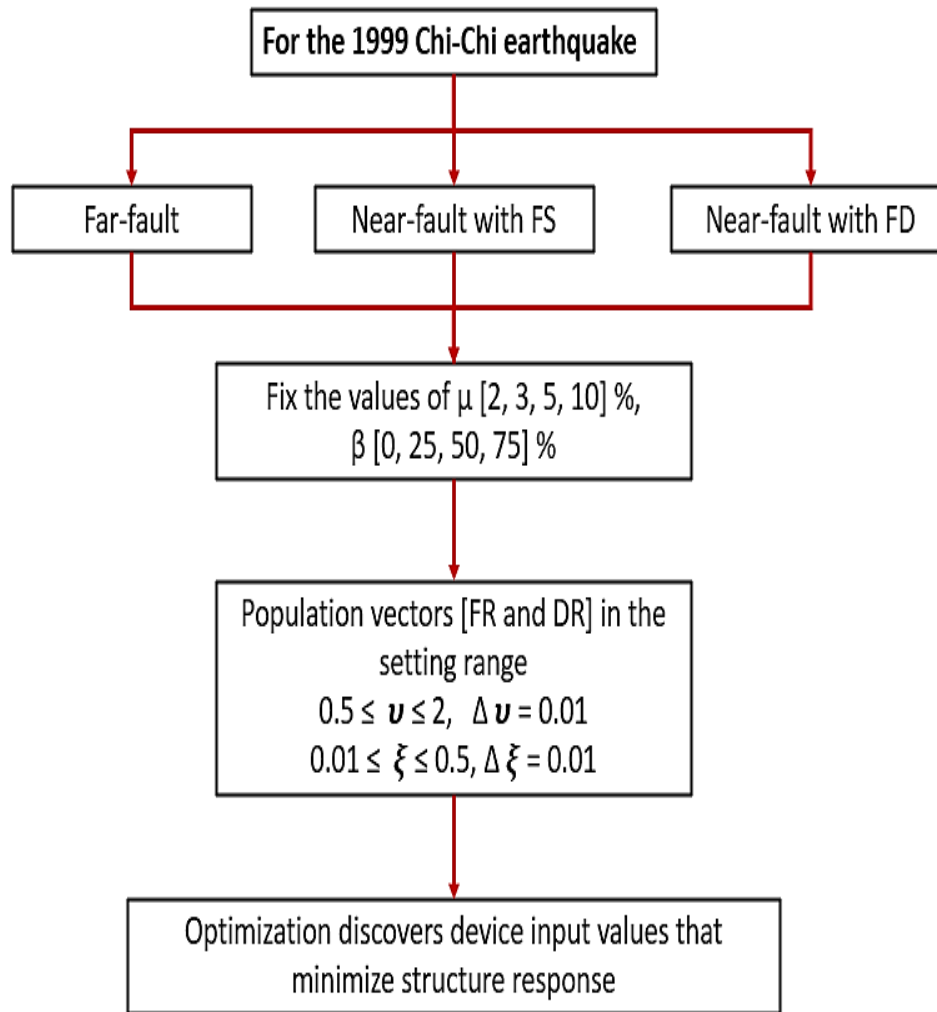 For the 1999 Chi-Chi earthquake
Far-fault
Near-fault with FS
Near-fault with FD
Fix the values of μ [2, 3, 5, 10] %,
β [0, 25, 50, 75] %
Population vectors [FR and DR] in the
setting range
0.5 ≤ υ ≤ 2, Δ υ = 0.01
0.01 ≤ ξ ≤ 0.5, Δ ξ = 0.01
Optimization discovers device input values that
minimize structure response